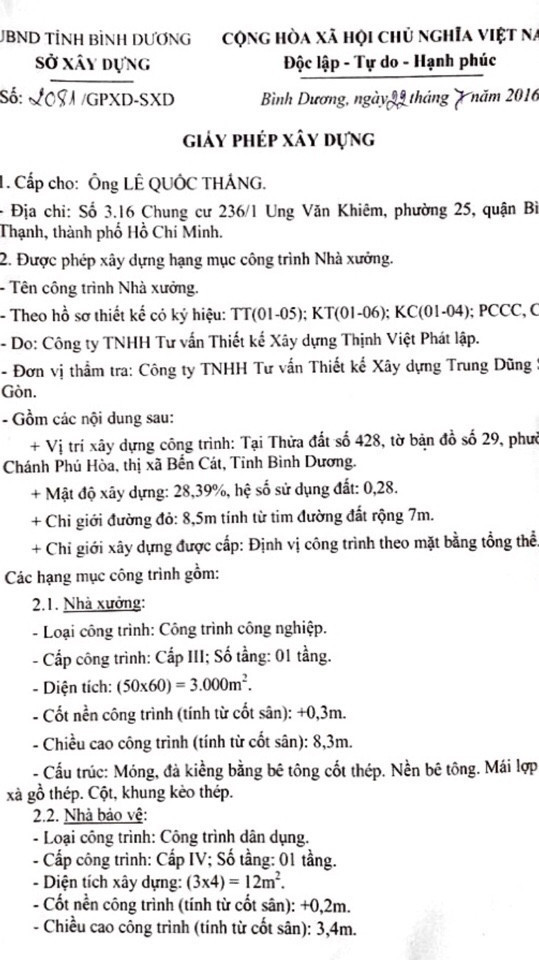 UBND TỈNH BÌNH DƯƠNG
SỞ XÂY DỰNG
Số: 2081/GPXD-SXD
CỘNG HÒA XÃ HỘI CHỦ NGHĨA VIỆT NA
Độc lập - Tự do - Hạnh phúc
Bình Dương, ngày 22 tháng 7 năm 2016
GIẤY PHÉP XÂY DỰNG
1. Cấp cho: Ông LÊ QUỐC THẮNG.
- Địa chỉ: Số 3.16 Chung cư 236/1 Ung Văn Khiêm, phường 25, quận Bì
Thạnh, thành phố Hồ Chí Minh.
2. Được phép xây dựng hạng mục công trình Nhà xưởng.
- Tên công trình Nhà xưởng.
- Theo hồ sơ thiết kế có ký hiệu: TT(01-05); KT(01-06); KC(01-04); PCCC, C
- Do: Công ty TNHH Tư vấn Thiết kế Xây dựng Thịnh Việt Phát lập.
- Đơn vị thẩm tra: Công ty TNHH Tư vấn Thiết kế Xây dựng Trung Dũng S
Gòn.
- Gồm các nội dung sau:
+ Vị trí xây dựng công trình: Tại Thửa đất số 428, tờ bản đồ số 29, phườ
Chánh Phú Hòa, thị xã Bến Cát, Tỉnh Bình Dương.
+ Mật độ xây dựng: 28,39%, hệ số sử dụng đất: 0,28.
+ Chỉ giới đường đỏ: 8,5m tính từ tim đường đất rộng 7m.
+ Chỉ giới xây dựng được cấp: Định vị công trình theo mặt bằng tổng thể.
Các hạng mục công trình gồm:
2.1. Nhà xưởng:
- Loại công trình: Công trình công nghiệp.
- Cấp công trình: Cấp III; Số tầng: 01 tầng.
- Diện tích: (50x60) = 3.000m².
- Cốt nền công trình (tính từ cốt sân): +0,3m.
- Chiều cao công trình (tính từ cốt sân): 8,3m.
- Cấu trúc: Móng, đà kiềng bằng bê tông cốt thép. Nền bê tông. Mái lợp
xà gồ thép. Cột, khung kèo thép.
2.2. Nhà bảo vệ:
- Loại công trình: Công trình dân dụng.
- Cấp công trình: Cấp IV; Số tầng: 01 tầng.
- Diện tích xây dựng: (3x4) = 12m².
- Cốt nền công trình (tính từ cốt sân): +0,2m.
- Chiều cao công trình (tính từ cốt sân): 3,4m.